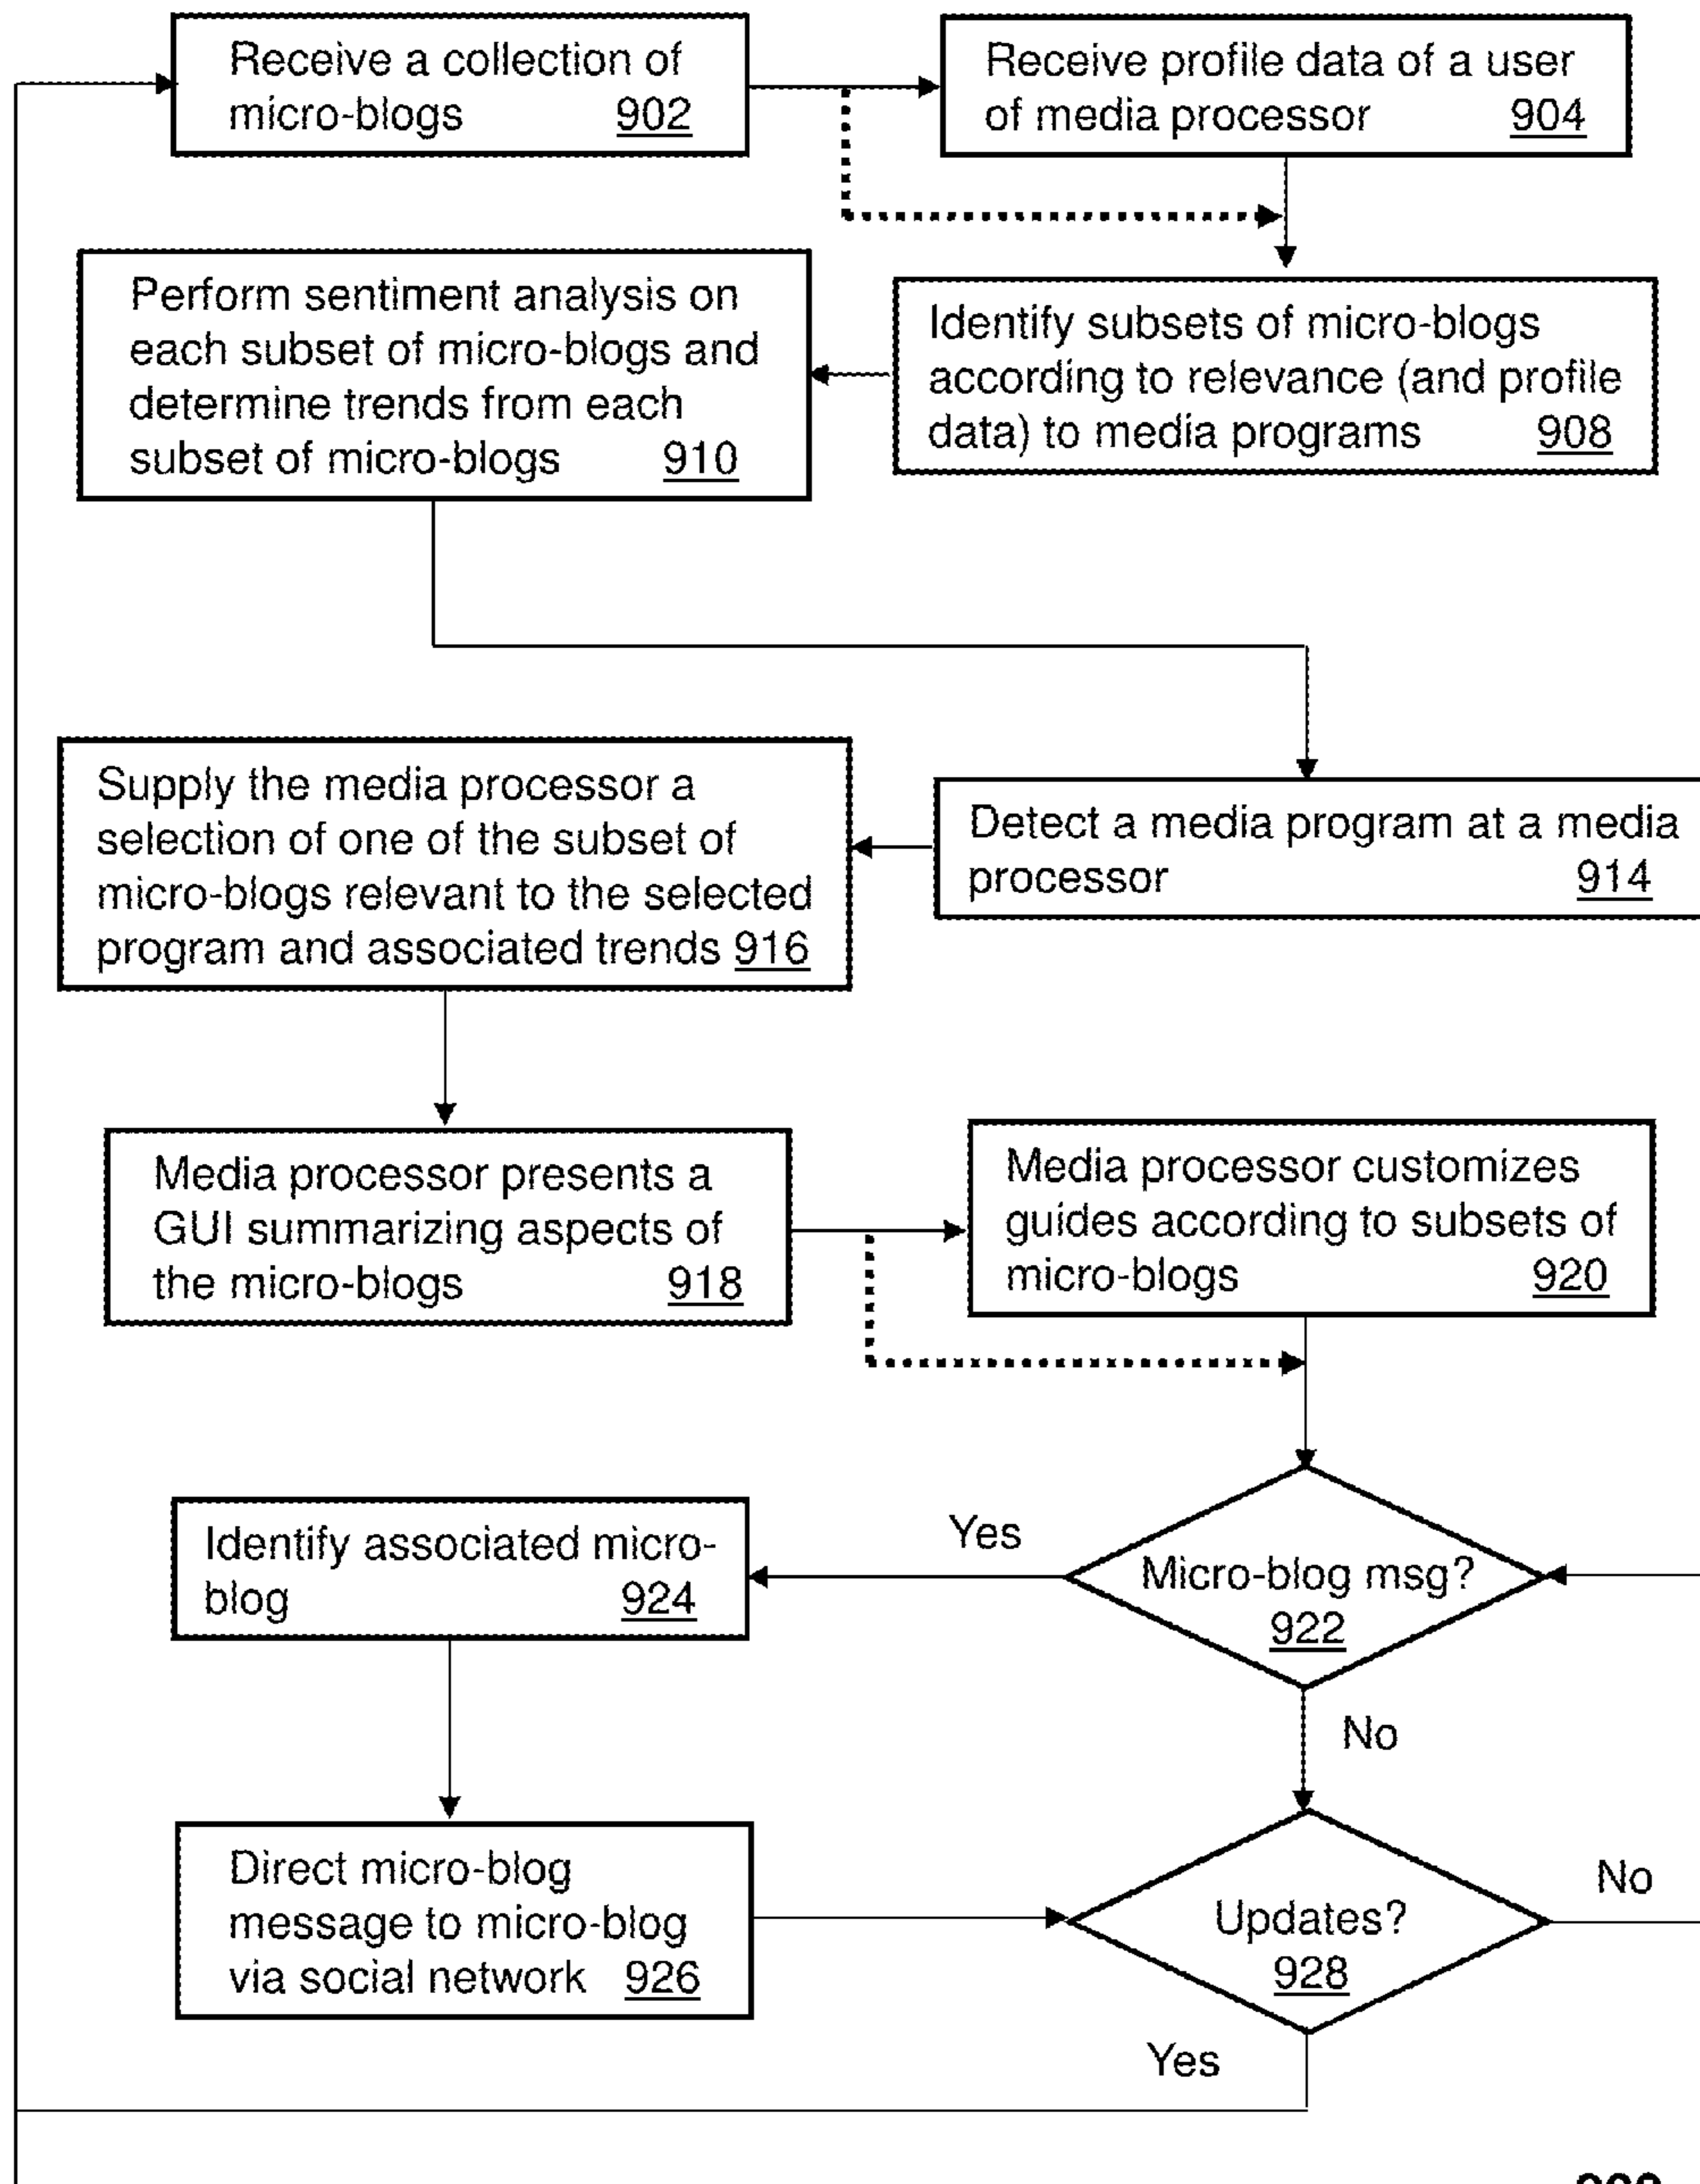 Receive a collection of
micro-blogs 902
Receive profile data of a user
of media processor 904
Identify subsets of micro-blogs
according to relevance (and profile
data) to media programs 908
Perform sentiment analysis on
each subset of micro-blogs and
determine trends from each
subset of micro-blogs 910
Detect a media program at a media
processor 914
Supply the media processor a
selection of one of the subset of
micro-blogs relevant to the selected
program and associated trends 916
Media processor presents a
GUI summarizing aspects of
the micro-blogs 918
Media processor customizes
guides according to subsets of
micro-blogs 920
Micro-blog msg?
922
Yes
Identify associated micro-
blog 924
No
Direct micro-blog
message to micro-blog
via social network 926
Updates?
928
No
Yes